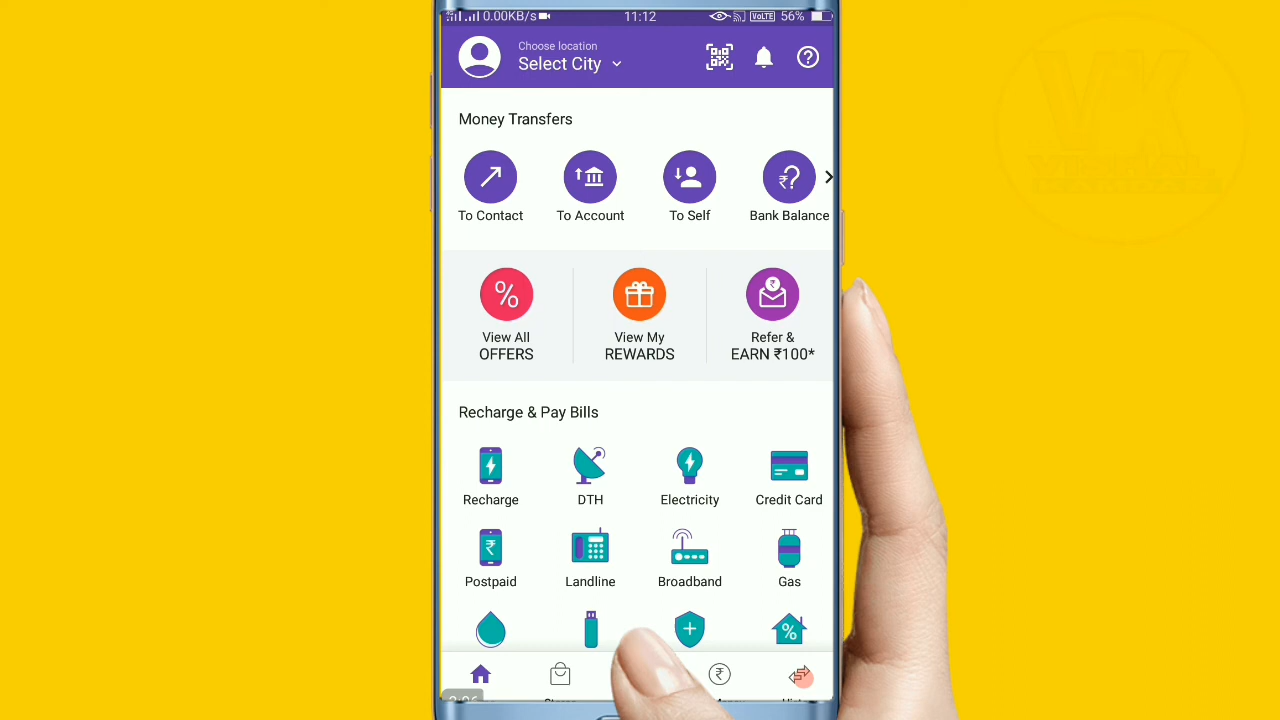 0.00KB/s 11:12 VoLTE 56%
Choose location
Select City
Money Transfers
To Contact To Account To Self Bank Balance
View All View My Refer &
OFFERS REWARDS EARN ₹100*
Recharge & Pay Bills
Recharge DTH Electricity Credit Card
Postpaid Landline Broadband Gas
VK